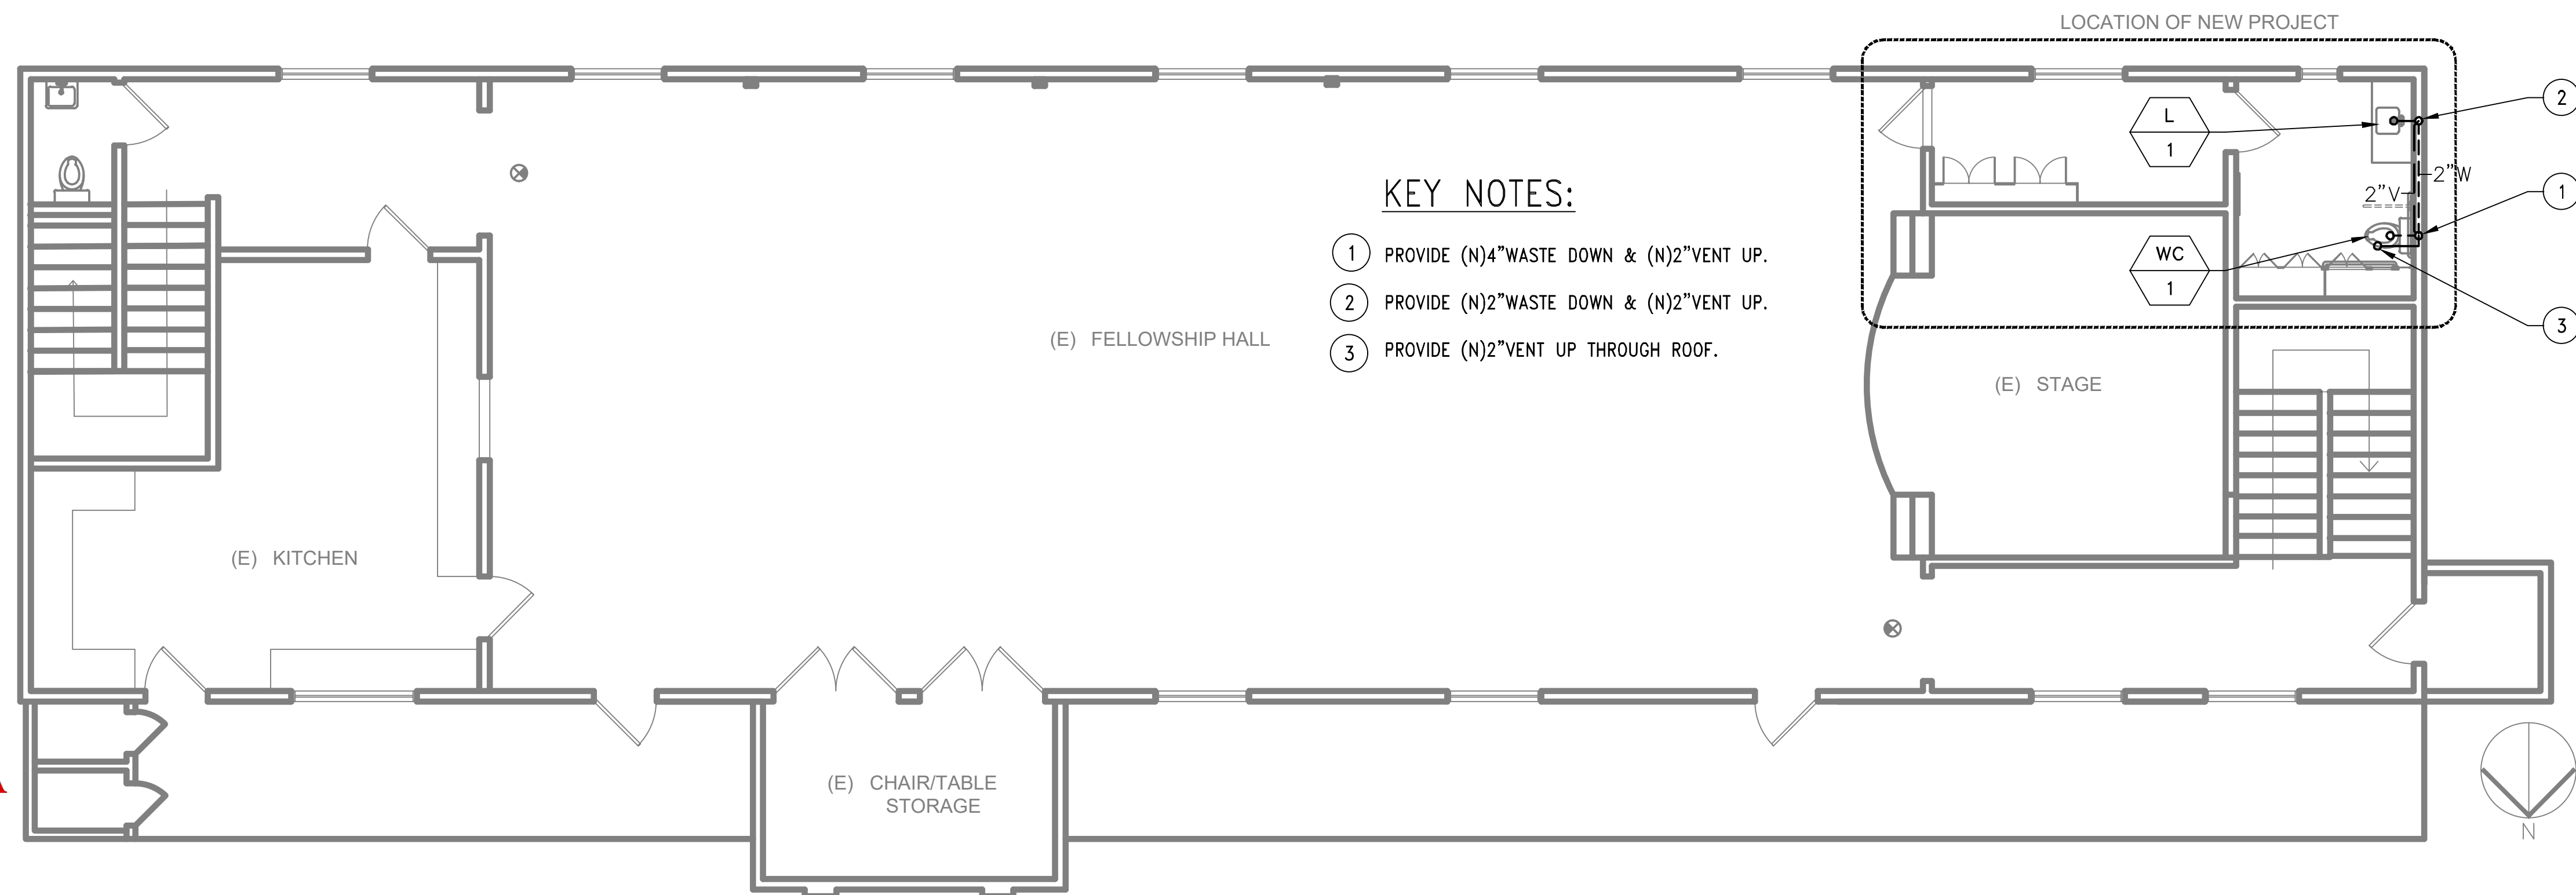 LOCATION OF NEW PROJECT
2
L
1
2"W
2"V
1
KEY NOTES:
1 PROVIDE (N)4"WASTE DOWN & (N)2"VENT UP.
WC
1
2 PROVIDE (N)2"WASTE DOWN & (N)2"VENT UP.
3
(E) FELLOWSHIP HALL
3 PROVIDE (N)2"VENT UP THROUGH ROOF.
(E) STAGE
(E) KITCHEN
(E) CHAIR/TABLE
STORAGE
N